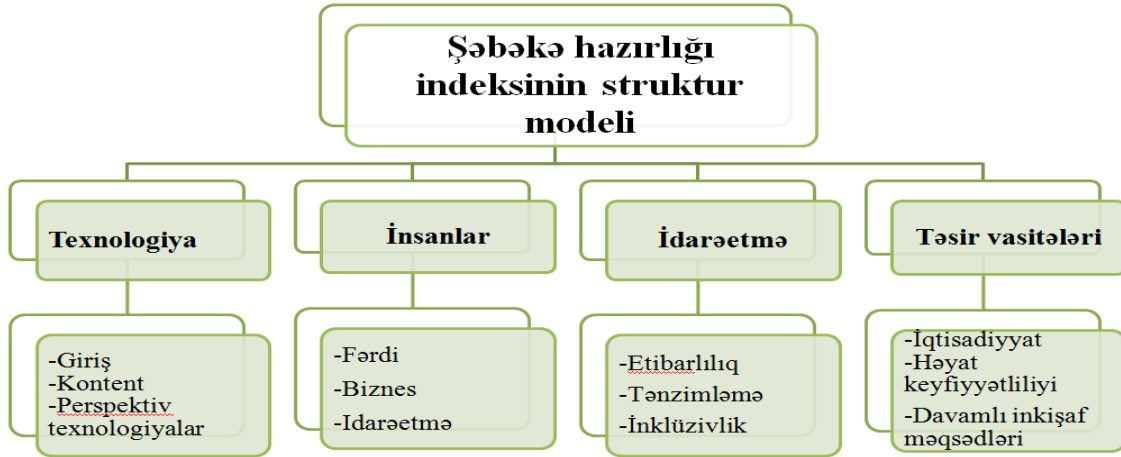 Şəbəkə hazırlığı
indeksinin struktur
modeli
Texnologiya
İnsanlar
İdarəetmə
Təsir vasitələri
-Giriş
-Kontent
-Perspektiv
texnologiyalar
-Fərdi
-Biznes
-Idarəetmə
-Etibarlılıq
-Tənzimləmə
-İnklüzivlik
-İqtisadiyyat
-Həyat
keyfiyyətliliyi
-Davamlı inkişaf
məqsədləri